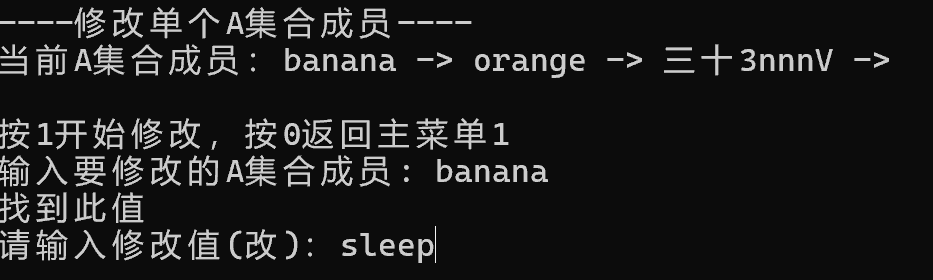 ----修改单个A集合成员----
当前A集合成员: banana -> orange -> 三十3nnnV ->
按1开始修改, 按0返回主菜单1
输入要修改的A集合成员: banana
找到此值
请输入修改值(改): sleep